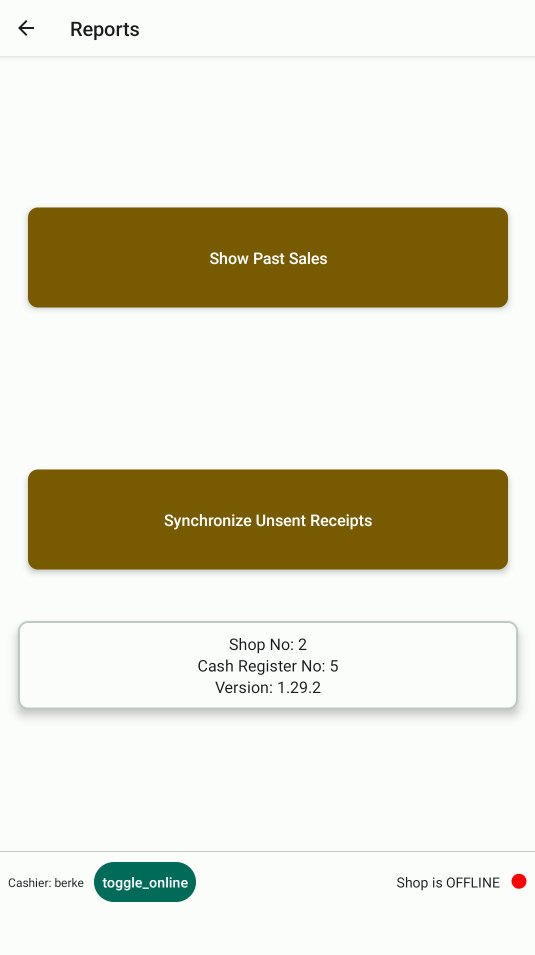 Reports
Show Past Sales
Synchronize Unsent Receipts
Shop No: 2
Cash Register No: 5
Version: 1.29.2
Cashier: berke toggle_online Shop is OFFLINE